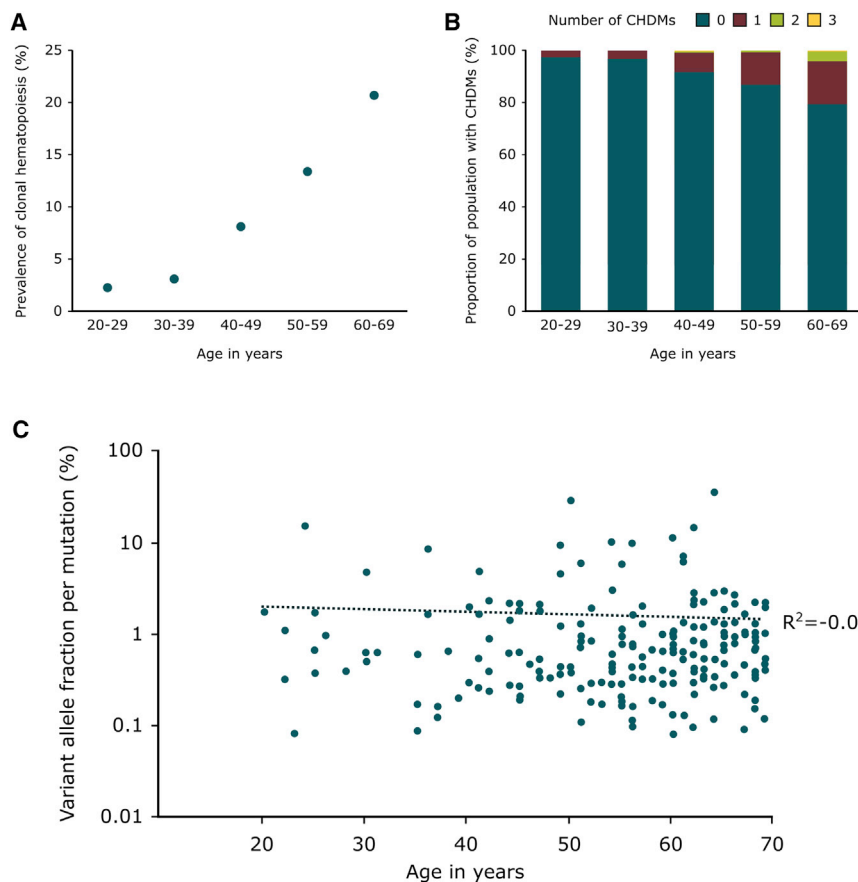 A
Prevalence of clonal hematopoiesis (%)
25
20
15
10
5
0
20-29 30-39 40-49 50-59 60-69
Age in years
B
Number of CHDMs 0 1 2 3
Proportion of population with CHDMs (%)
100
80
60
40
20
0
20-29 30-39 40-49 50-59 60-69
Age in years
C
Variant allele fraction per mutation (%)
100
10
1
0.1
0.01
R²=-0.0
20 30 40 50 60 70
Age in years